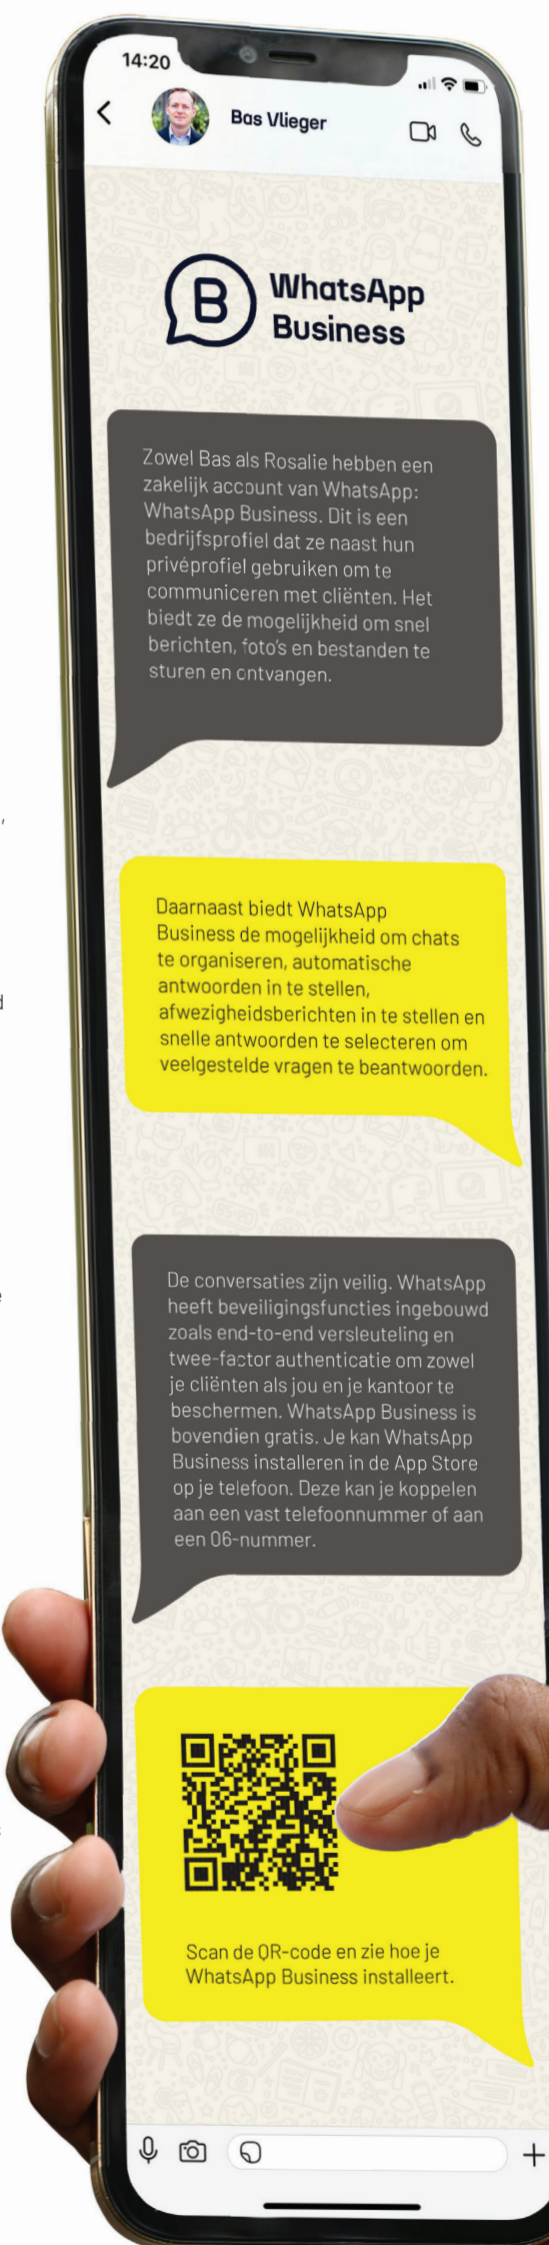 14:20
Bas Vlieger
B
WhatsApp
Business
Zowel Bas als Rosalie hebben een
zakelijk account van WhatsApp:
WhatsApp Business. Dit is een
bedrijfsprofiel dat ze naast hun
privéprofiel gebruiken om te
communiceren met cliënten. Het
biedt ze de mogelijkheid om snel
berichten, foto's en bestanden te
sturen en ontvangen.
Daarnaast biedt WhatsApp
Business de mogelijkheid om chats
te organiseren, automatische
antwoorden in te stellen,
afwezigheidsberichten in te stellen en
snelle antwoorden te selecteren om
veelgestelde vragen te beantwoorden.
De conversaties zijn veilig. WhatsApp
heeft beveiligingsfuncties ingebouwd
zoals end-to-end versleuteling en
twee-factor authenticatie om zowel
je cliënten als jou en je kantoor te
beschermen. WhatsApp Business is
bovendien gratis. Je kan WhatsApp
Business installeren in de App Store
op je telefoon. Deze kan je koppelen
aan een vast telefoonnummer of aan
een 06-nummer.
Scan de QR-code en zie hoe je
WhatsApp Business installeert.